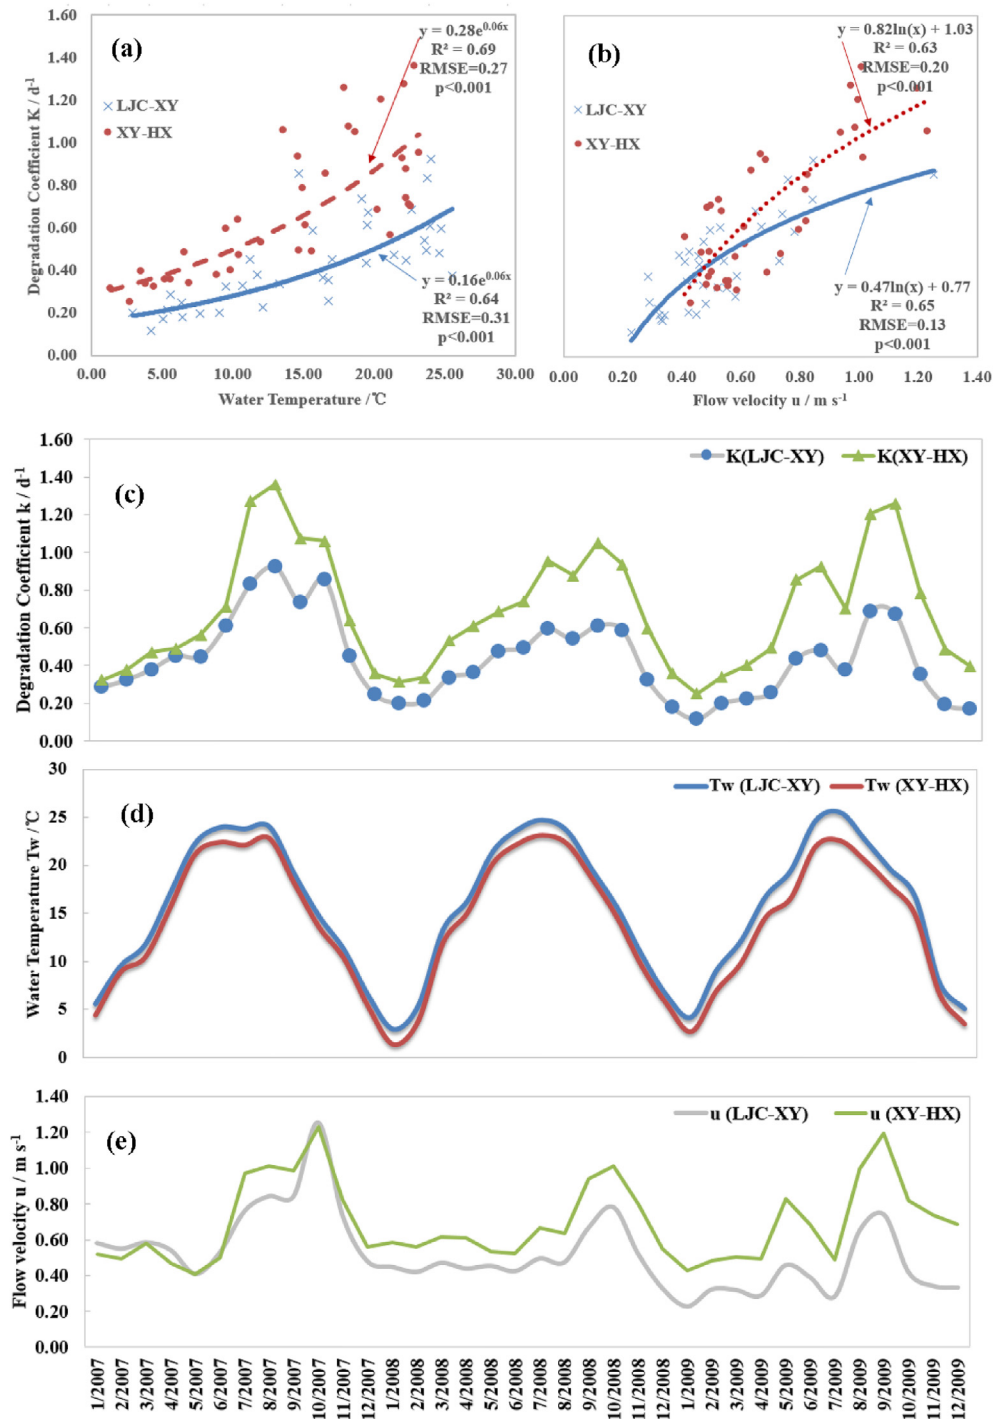 (a)
Degradation Coefficient K / d-1
1.60
1.40
1.20
1.00
0.80
0.60
0.40
0.20
0.00
LJC-XY
XY-HX
y = 0.28e^0.06x
R² = 0.69
RMSE=0.27
p<0.001
y = 0.16e^0.06x
R² = 0.64
RMSE=0.31
p<0.001
0.00 5.00 10.00 15.00 20.00 25.00 30.00
Water Temperature /℃
(b)
LJC-XY
XY-HX
y = 0.82ln(x) + 1.03
R² = 0.63
RMSE=0.20
p<0.001
y = 0.47ln(x) + 0.77
R² = 0.65
RMSE=0.13
p<0.001
0.00 0.20 0.40 0.60 0.80 1.00 1.20 1.40
Flow velocity u / m s-1
(c)
Degradation Coefficient k / d-1
1.60
1.40
1.20
1.00
0.80
0.60
0.40
0.20
0.00
K(LJC-XY) K(XY-HX)
(d)
Water Temperature Tw /℃
30
25
20
15
10
5
0
Tw (LJC-XY) Tw (XY-HX)
(e)
Flow velocity u / m s-1
1.40
1.20
1.00
0.80
0.60
0.40
0.20
0.00
u (LJC-XY) u (XY-HX)
1/2007
2/2007
3/2007
4/2007
5/2007
6/2007
7/2007
8/2007
9/2007
10/2007
11/2007
12/2007
1/2008
2/2008
3/2008
4/2008
5/2008
6/2008
7/2008
8/2008
9/2008
10/2008
11/2008
12/2008
1/2009
2/2009
3/2009
4/2009
5/2009
6/2009
7/2009
8/2009
9/2009
10/2009
11/2009
12/2009